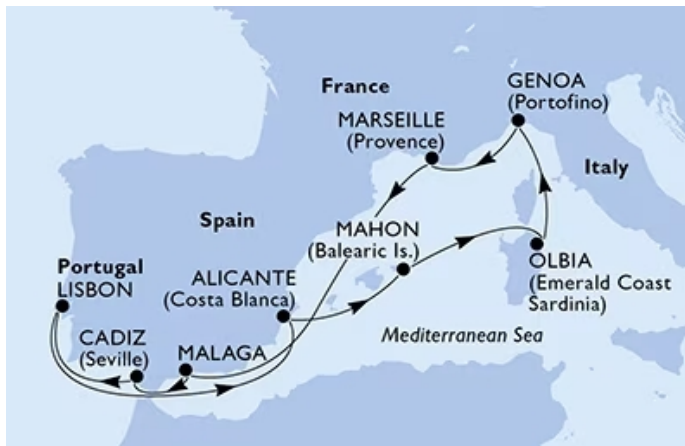 France
GENOA
(Portofino)
MARSEILLE
(Provence)
Italy
Spain
MAHON
(Balearic Is.)
Portugal
LISBON
ALICANTE
(Costa Blanca)
OLBIA
(Emerald Coast
Sardinia)
CADIZ
(Seville)
MALAGA
Mediterranean Sea